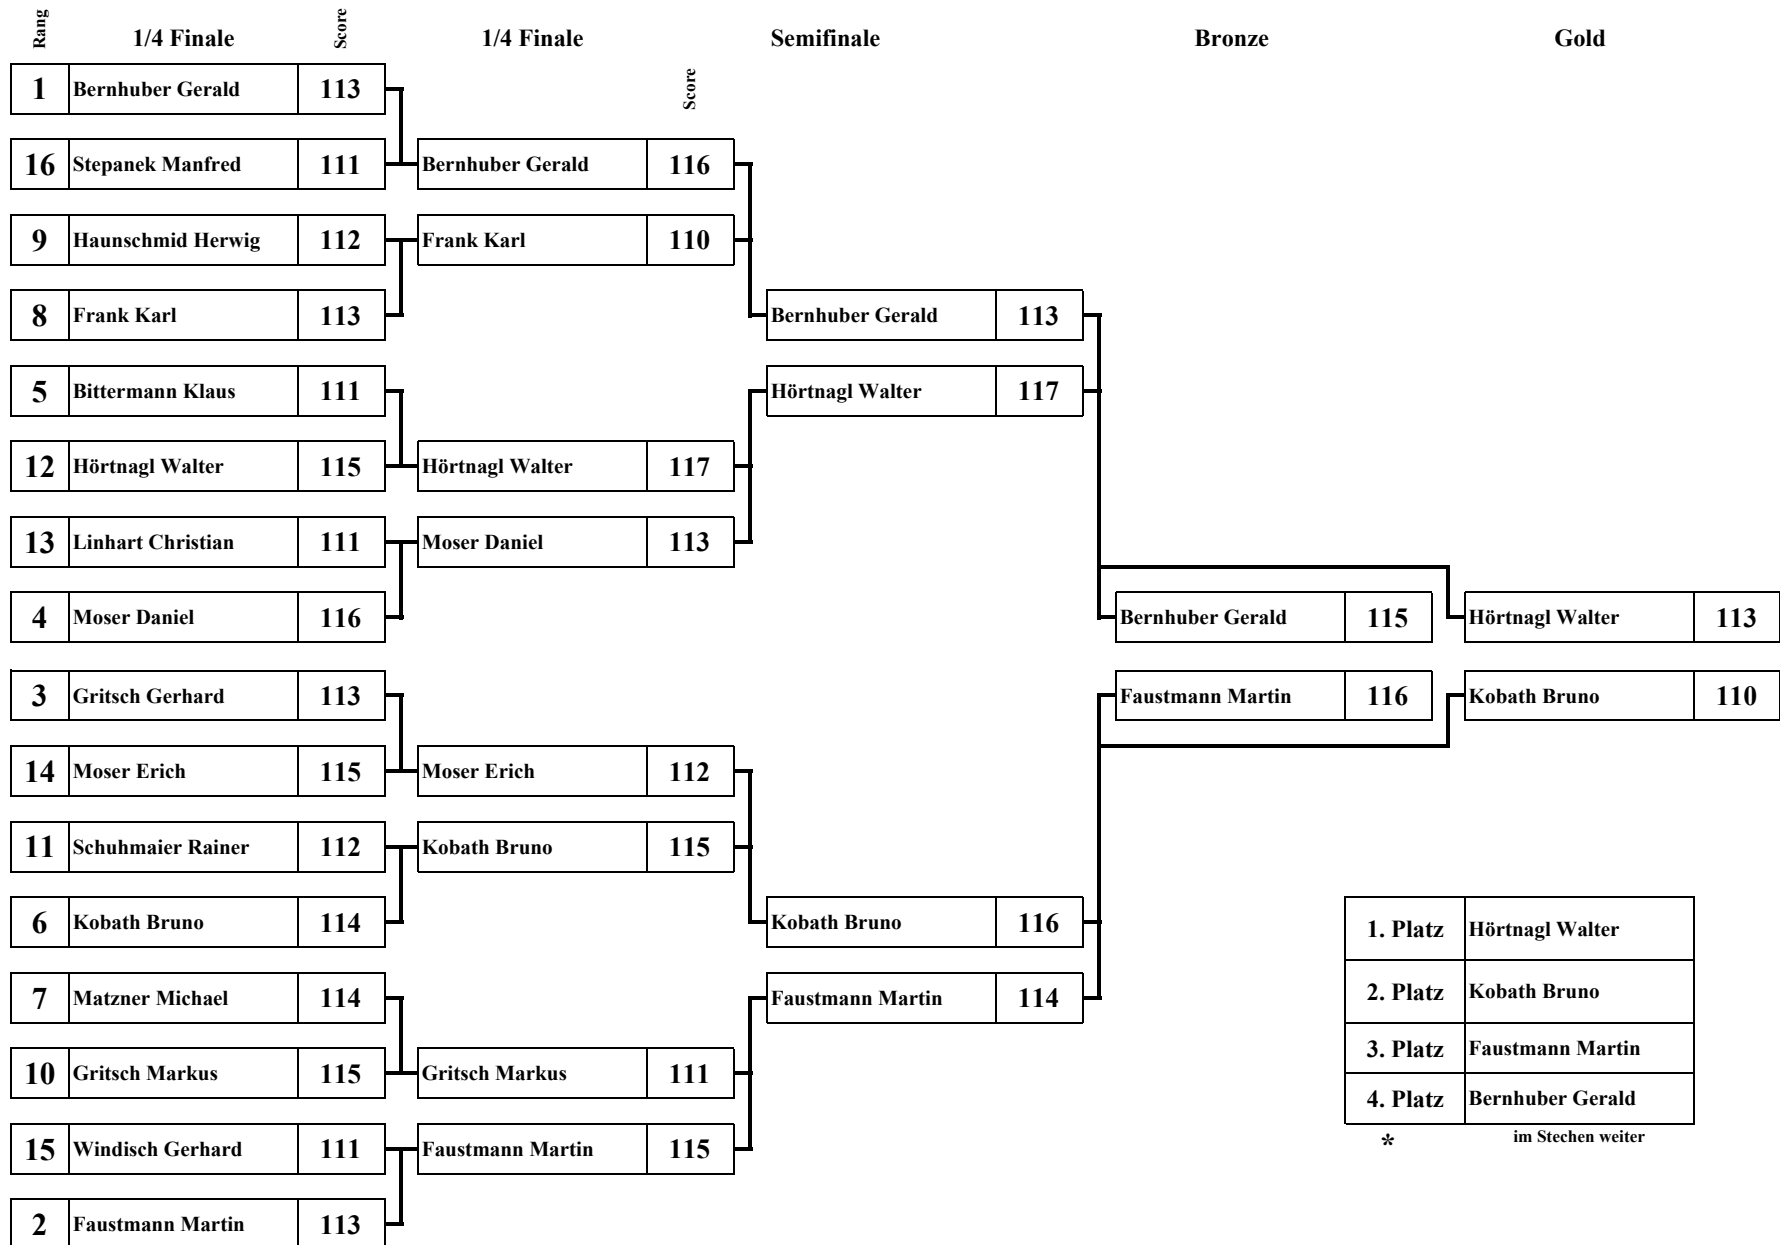 Rang 1/4 Finale Score 1/4 Finale Semifinale Bronze Gold
Score
1 Bernhuber Gerald 113
16 Stepanek Manfred 111 Bernhuber Gerald 116
9 Haunschmid Herwig 112 Frank Karl 110
8 Frank Karl 113 Bernhuber Gerald 113
5 Bittermann Klaus 111 Hörtnagl Walter 117
12 Hörtnagl Walter 115 Hörtnagl Walter 117
13 Linhart Christian 111 Moser Daniel 113
4 Moser Daniel 116 Bernhuber Gerald 115 Hörtnagl Walter 113
3 Gritsch Gerhard 113 Faustmann Martin 116 Kobath Bruno 110
14 Moser Erich 115 Moser Erich 112
11 Schuhmaier Rainer 112 Kobath Bruno 115
6 Kobath Bruno 114 Kobath Bruno 116 1. Platz Hörtnagl Walter
7 Matzner Michael 114 Faustmann Martin 114 2. Platz Kobath Bruno
3. Platz Faustmann Martin
10 Gritsch Markus 115 Gritsch Markus 111
4. Platz Bernhuber Gerald
15 Windisch Gerhard 111 Faustmann Martin 115 * im Stechen weiter
2 Faustmann Martin 113